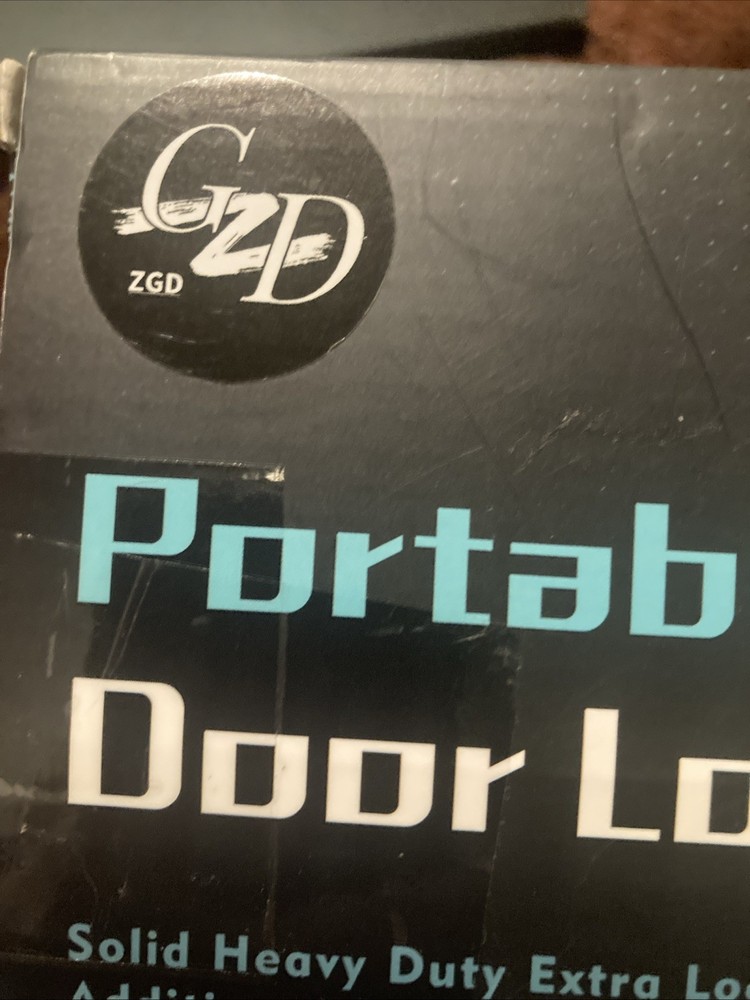 GZD
ZGD
Portab
Door Lo
Solid Heavy Duty Extra Lo